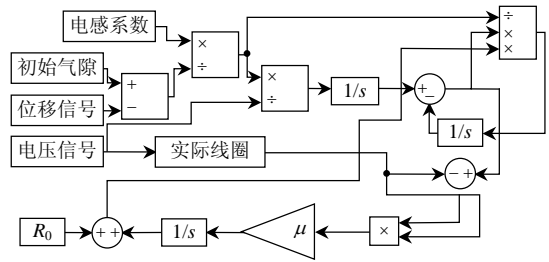 电感系数
初始气隙
位移信号
电压信号
+
−
×
÷
×
÷
1/s
+
−
÷
×
×
1/s
实际线圈
− +
R₀
+ +
1/s
μ
×